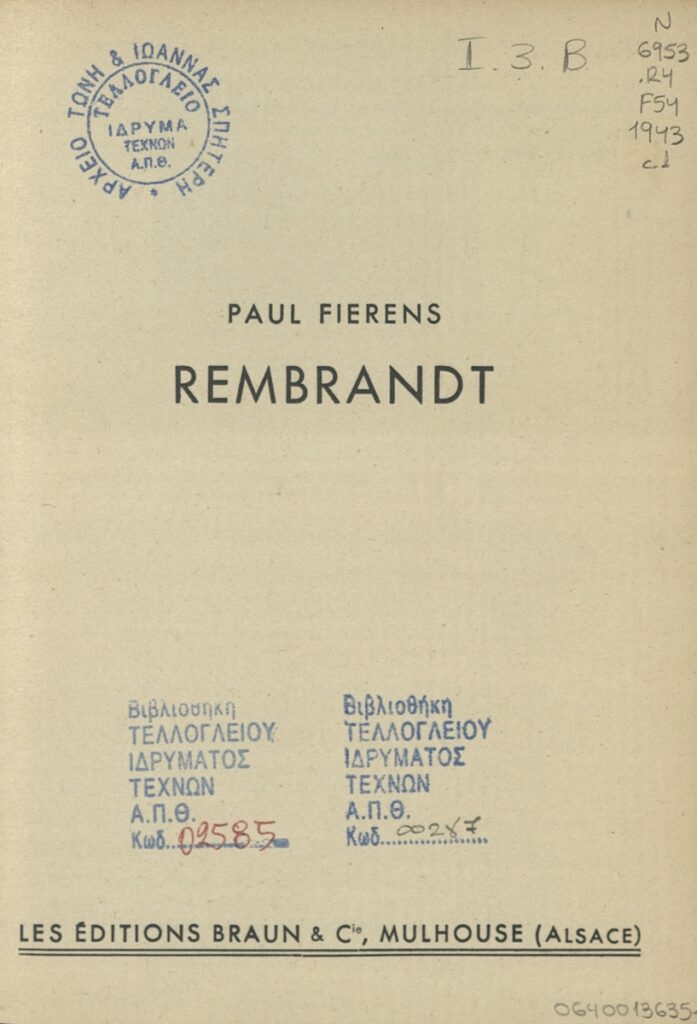 ΑΡΧΕΙΟ ΤΩΝΗ & ΙΩΑΝΝΑΣ ΣΠΗΤΕΡΗ
ΤΕΛΛΟΓΛΕΙΟ
ΙΔΡΥΜΑ
ΤΕΧΝΩΝ
Α.Π.Θ.
I. 3. B
N
6953
.R4
F54
1943
c.1
PAUL FIERENS
REMBRANDT
Βιβλιοθήκη
ΤΕΛΛΟΓΛΕΙΟΥ
ΙΔΡΥΜΑΤΟΣ
ΤΕΧΝΩΝ
Α.Π.Θ.
Κωδ..02585
Βιβλιοθήκη
ΤΕΛΛΟΓΛΕΙΟΥ
ΙΔΡΥΜΑΤΟΣ
ΤΕΧΝΩΝ
Α.Π.Θ.
Κωδ...00287
LES ÉDITIONS BRAUN & Cie, MULHOUSE (ALSACE)
0640013635